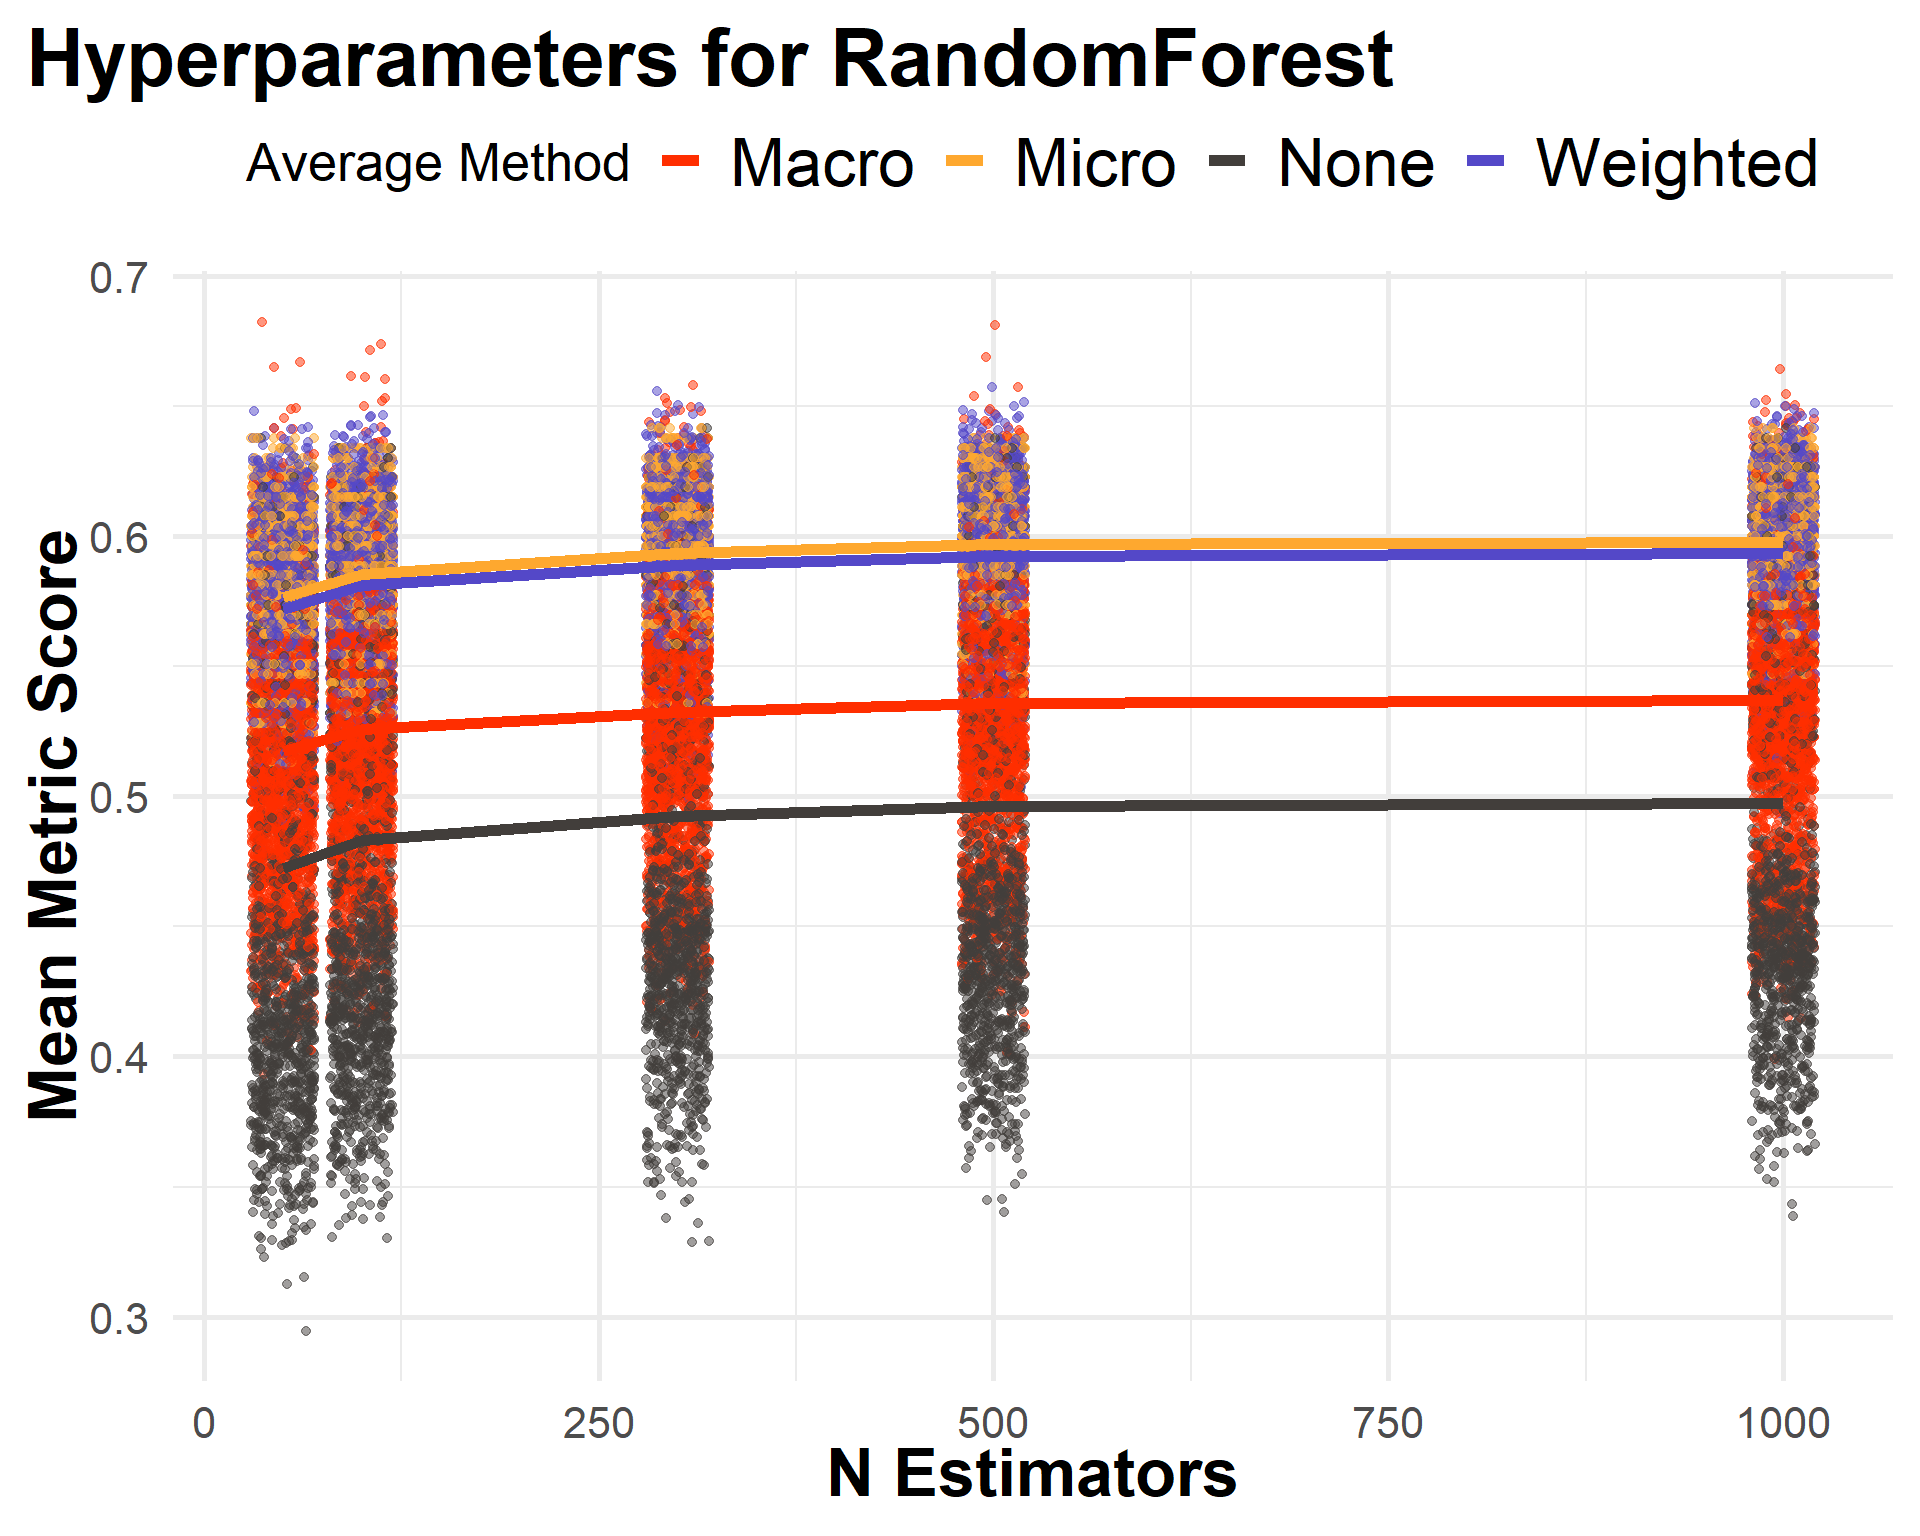 Hyperparameters for RandomForest
Average Method Macro Micro None Weighted
0.7
0.6
0.5
0.4
0.3
Mean Metric Score
0 250 500 750 1000
N Estimators